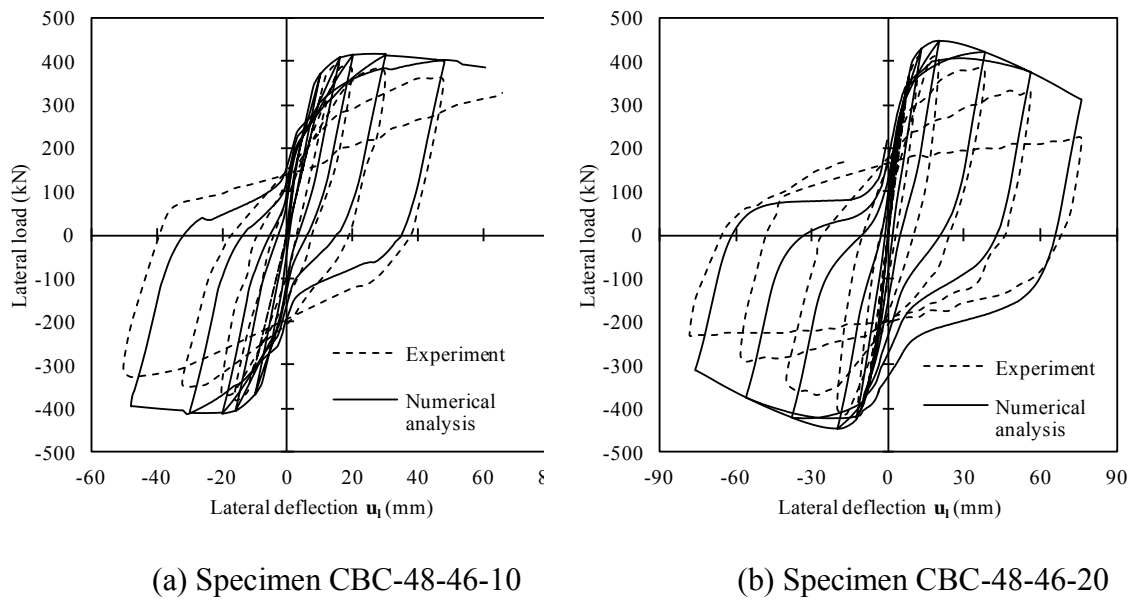 500
400
300
200
100
0
-100
-200
-300
-400
-500
-60 -40 -20 0 20 40 60 8
Lateral load (kN)
Lateral deflection u_l (mm)
Experiment
Numerical
analysis
(a) Specimen CBC-48-46-10
500
400
300
200
100
0
-100
-200
-300
-400
-500
-90 -60 -30 0 30 60 90
Lateral load (kN)
Lateral deflection u_l (mm)
Experiment
Numerical
analysis
(b) Specimen CBC-48-46-20